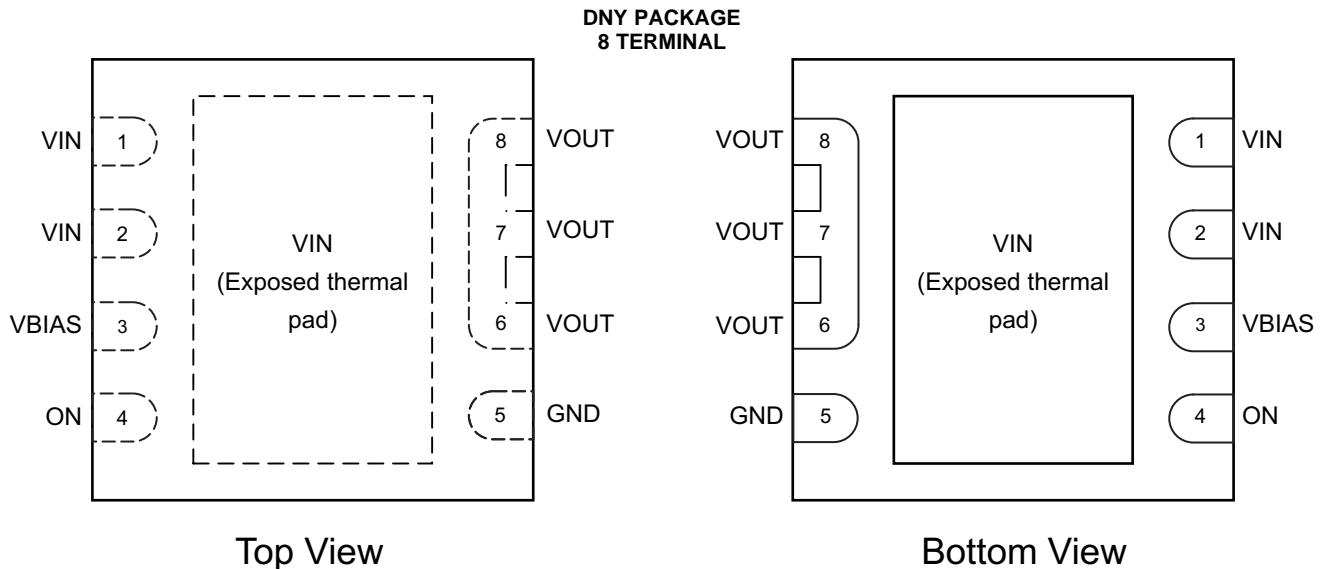 DNY PACKAGE
8 TERMINAL
VIN 1
8 VOUT
VIN 2
7 VOUT
VIN
(Exposed thermal
pad)
VBIAS 3
6 VOUT
ON 4
5 GND
Top View
VOUT 8
1 VIN
VOUT 7
2 VIN
VIN
(Exposed thermal
pad)
VOUT 6
3 VBIAS
GND 5
4 ON
Bottom View